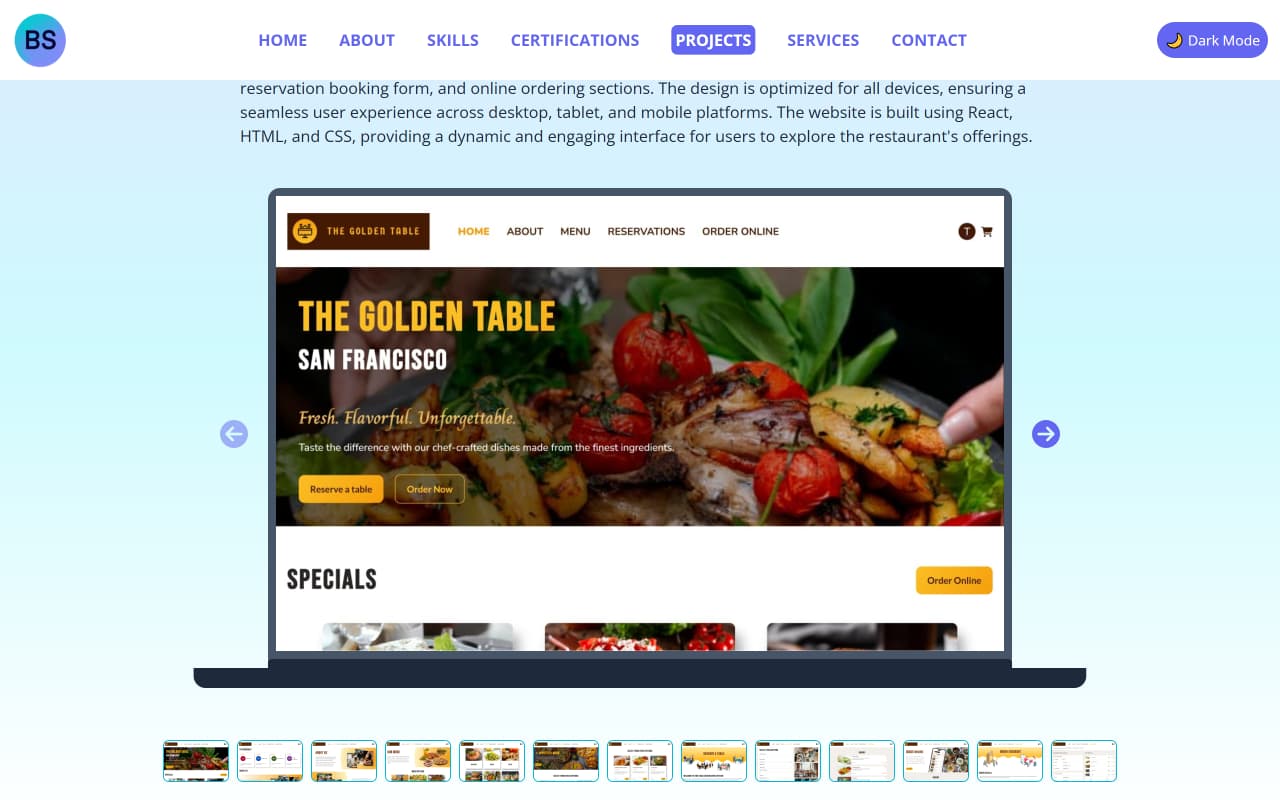 BS
HOME ABOUT SKILLS CERTIFICATIONS PROJECTS SERVICES CONTACT
🌙 Dark Mode
reservation booking form, and online ordering sections. The design is optimized for all devices, ensuring a
seamless user experience across desktop, tablet, and mobile platforms. The website is built using React,
HTML, and CSS, providing a dynamic and engaging interface for users to explore the restaurant's offerings.
THE GOLDEN TABLE
HOME ABOUT MENU RESERVATIONS ORDER ONLINE
T
THE GOLDEN TABLE
SAN FRANCISCO
Fresh. Flavorful. Unforgettable.
Taste the difference with our chef-crafted dishes made from the finest ingredients.
Reserve a table Order Now
SPECIALS
Order Online